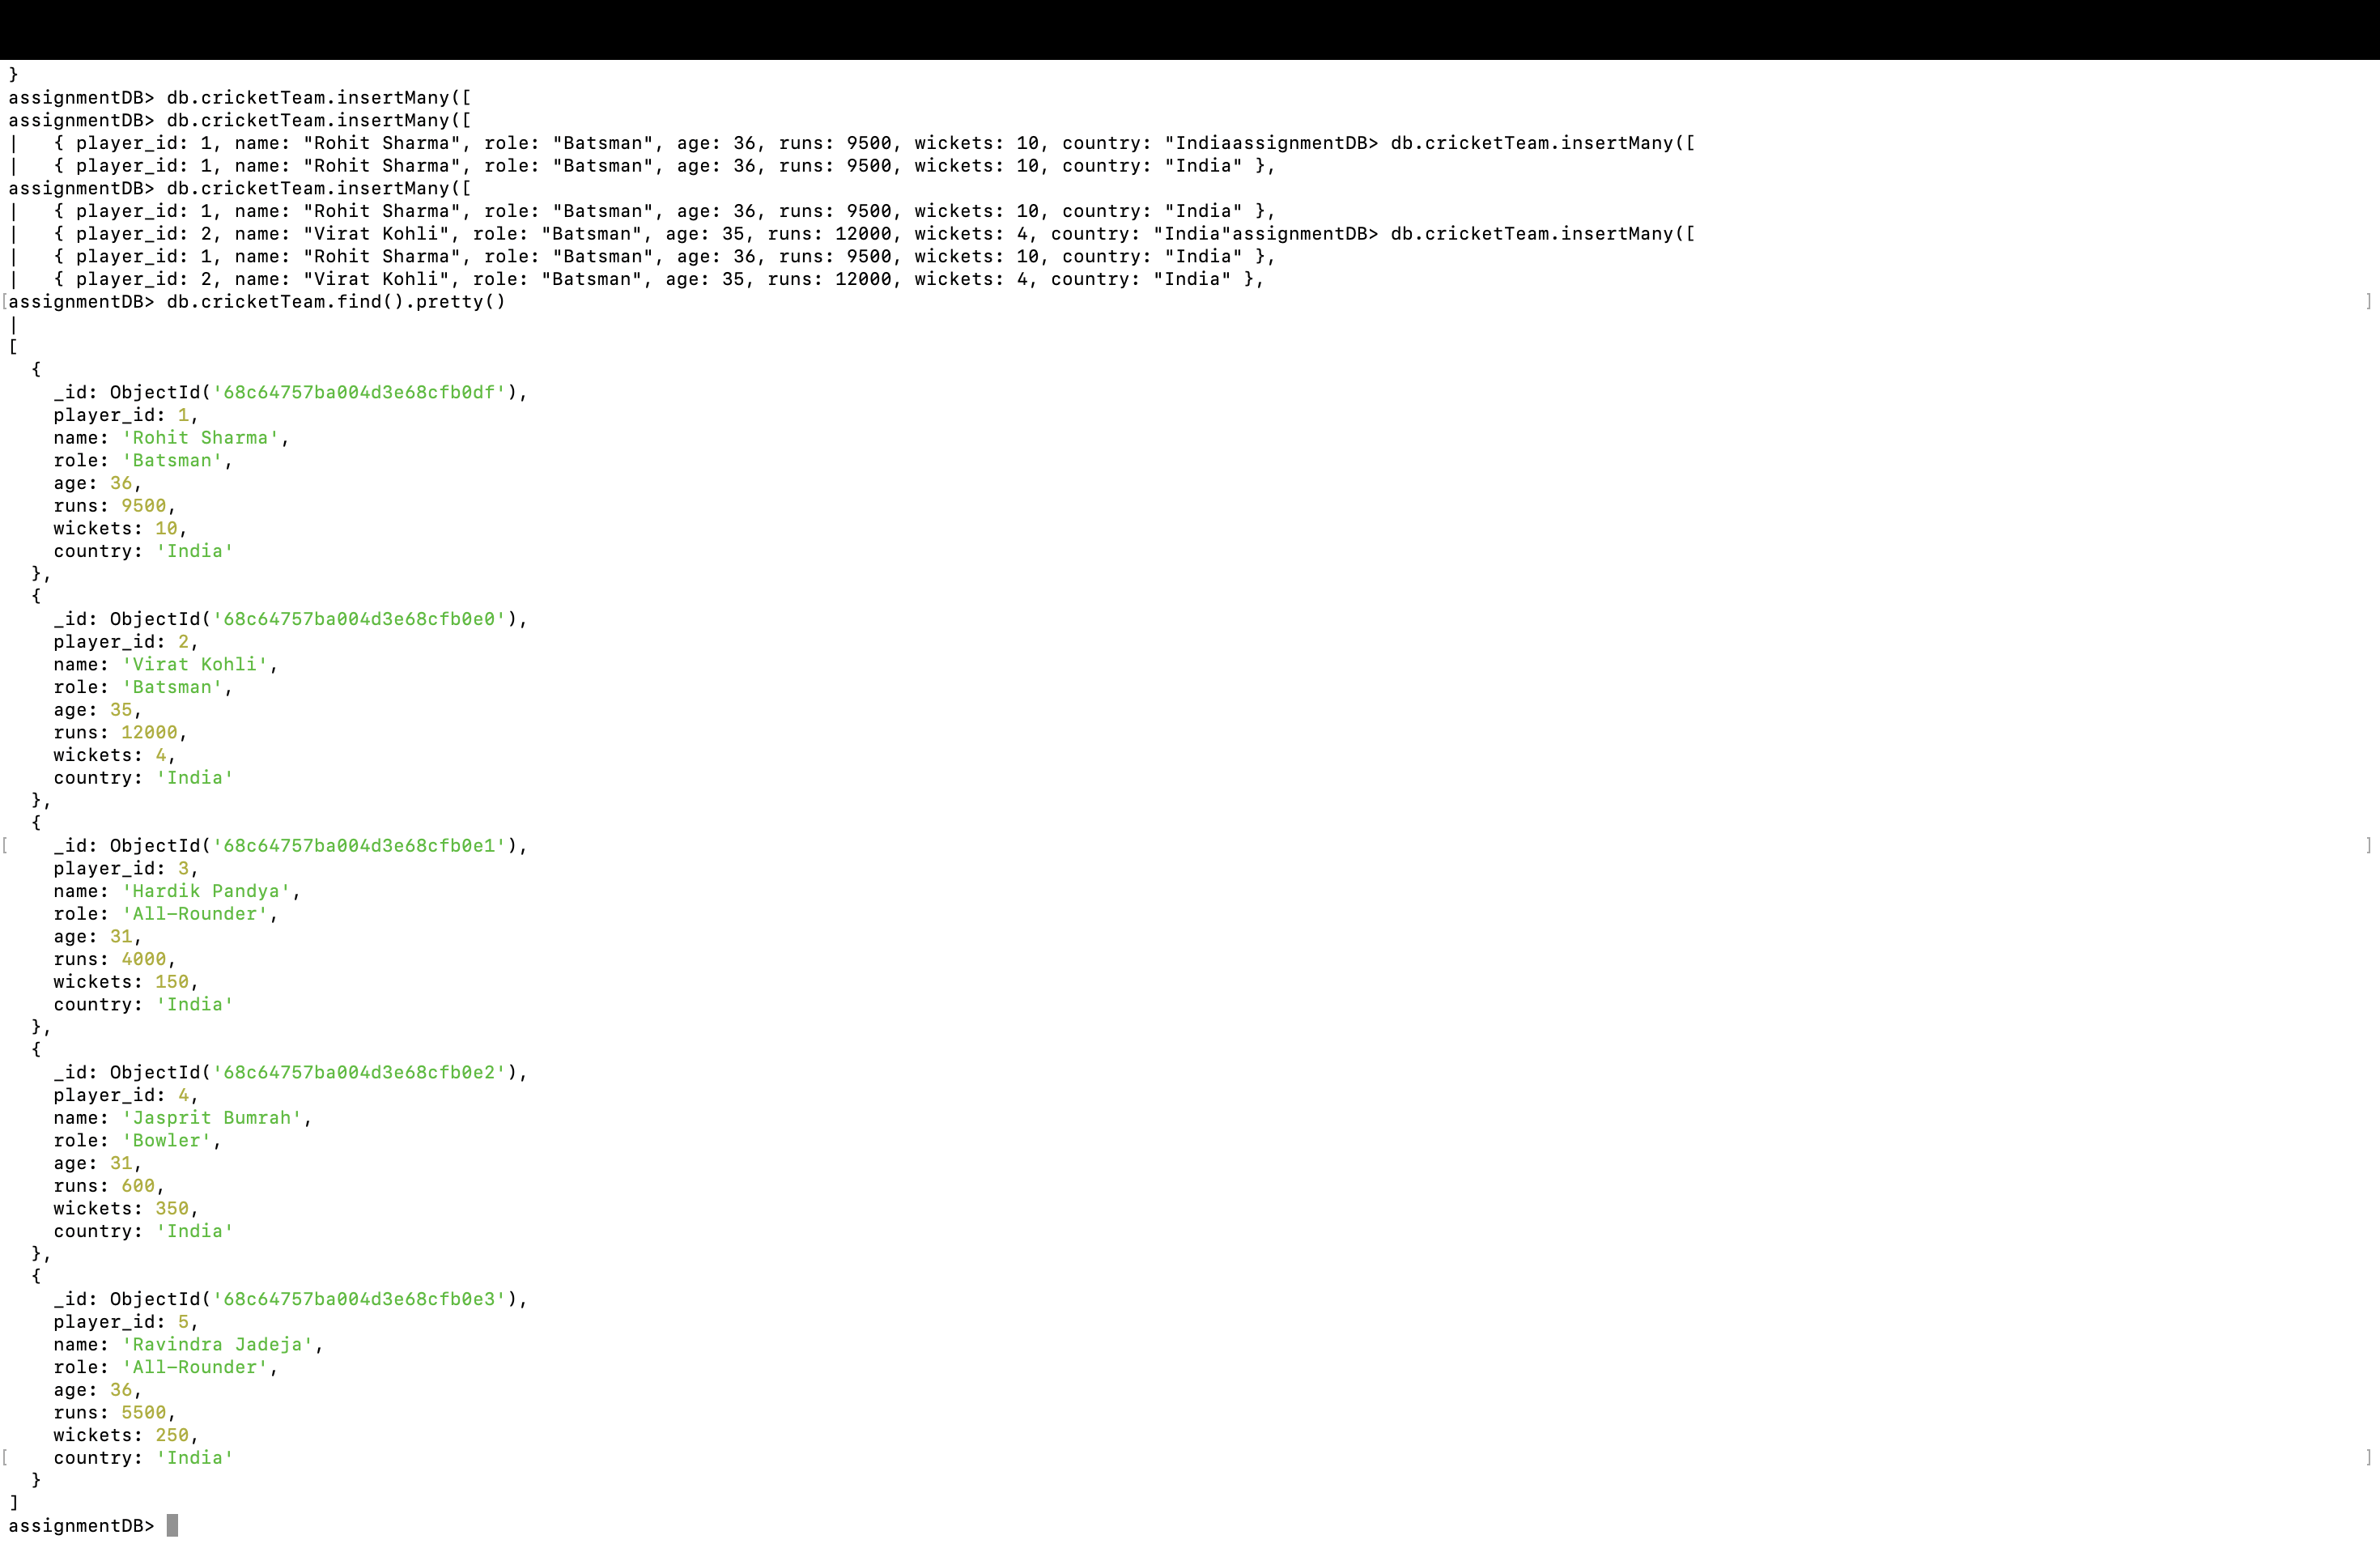 }
assignmentDB> db.cricketTeam.insertMany([
assignmentDB> db.cricketTeam.insertMany([
|   { player_id: 1, name: "Rohit Sharma", role: "Batsman", age: 36, runs: 9500, wickets: 10, country: "IndiaassignmentDB> db.cricketTeam.insertMany([
|   { player_id: 1, name: "Rohit Sharma", role: "Batsman", age: 36, runs: 9500, wickets: 10, country: "India" },
assignmentDB> db.cricketTeam.insertMany([
|   { player_id: 1, name: "Rohit Sharma", role: "Batsman", age: 36, runs: 9500, wickets: 10, country: "India" },
|   { player_id: 2, name: "Virat Kohli", role: "Batsman", age: 35, runs: 12000, wickets: 4, country: "India"assignmentDB> db.cricketTeam.insertMany([
|   { player_id: 1, name: "Rohit Sharma", role: "Batsman", age: 36, runs: 9500, wickets: 10, country: "India" },
|   { player_id: 2, name: "Virat Kohli", role: "Batsman", age: 35, runs: 12000, wickets: 4, country: "India" },
[assignmentDB> db.cricketTeam.find().pretty() ]
|
[
  {
    _id: ObjectId('68c64757ba004d3e68cfb0df'),
    player_id: 1,
    name: 'Rohit Sharma',
    role: 'Batsman',
    age: 36,
    runs: 9500,
    wickets: 10,
    country: 'India'
  },
  {
    _id: ObjectId('68c64757ba004d3e68cfb0e0'),
    player_id: 2,
    name: 'Virat Kohli',
    role: 'Batsman',
    age: 35,
    runs: 12000,
    wickets: 4,
    country: 'India'
  },
  {
[   _id: ObjectId('68c64757ba004d3e68cfb0e1'), ]
    player_id: 3,
    name: 'Hardik Pandya',
    role: 'All-Rounder',
    age: 31,
    runs: 4000,
    wickets: 150,
    country: 'India'
  },
  {
    _id: ObjectId('68c64757ba004d3e68cfb0e2'),
    player_id: 4,
    name: 'Jasprit Bumrah',
    role: 'Bowler',
    age: 31,
    runs: 600,
    wickets: 350,
    country: 'India'
  },
  {
    _id: ObjectId('68c64757ba004d3e68cfb0e3'),
    player_id: 5,
    name: 'Ravindra Jadeja',
    role: 'All-Rounder',
    age: 36,
    runs: 5500,
    wickets: 250,
[   country: 'India' ]
  }
]
assignmentDB>